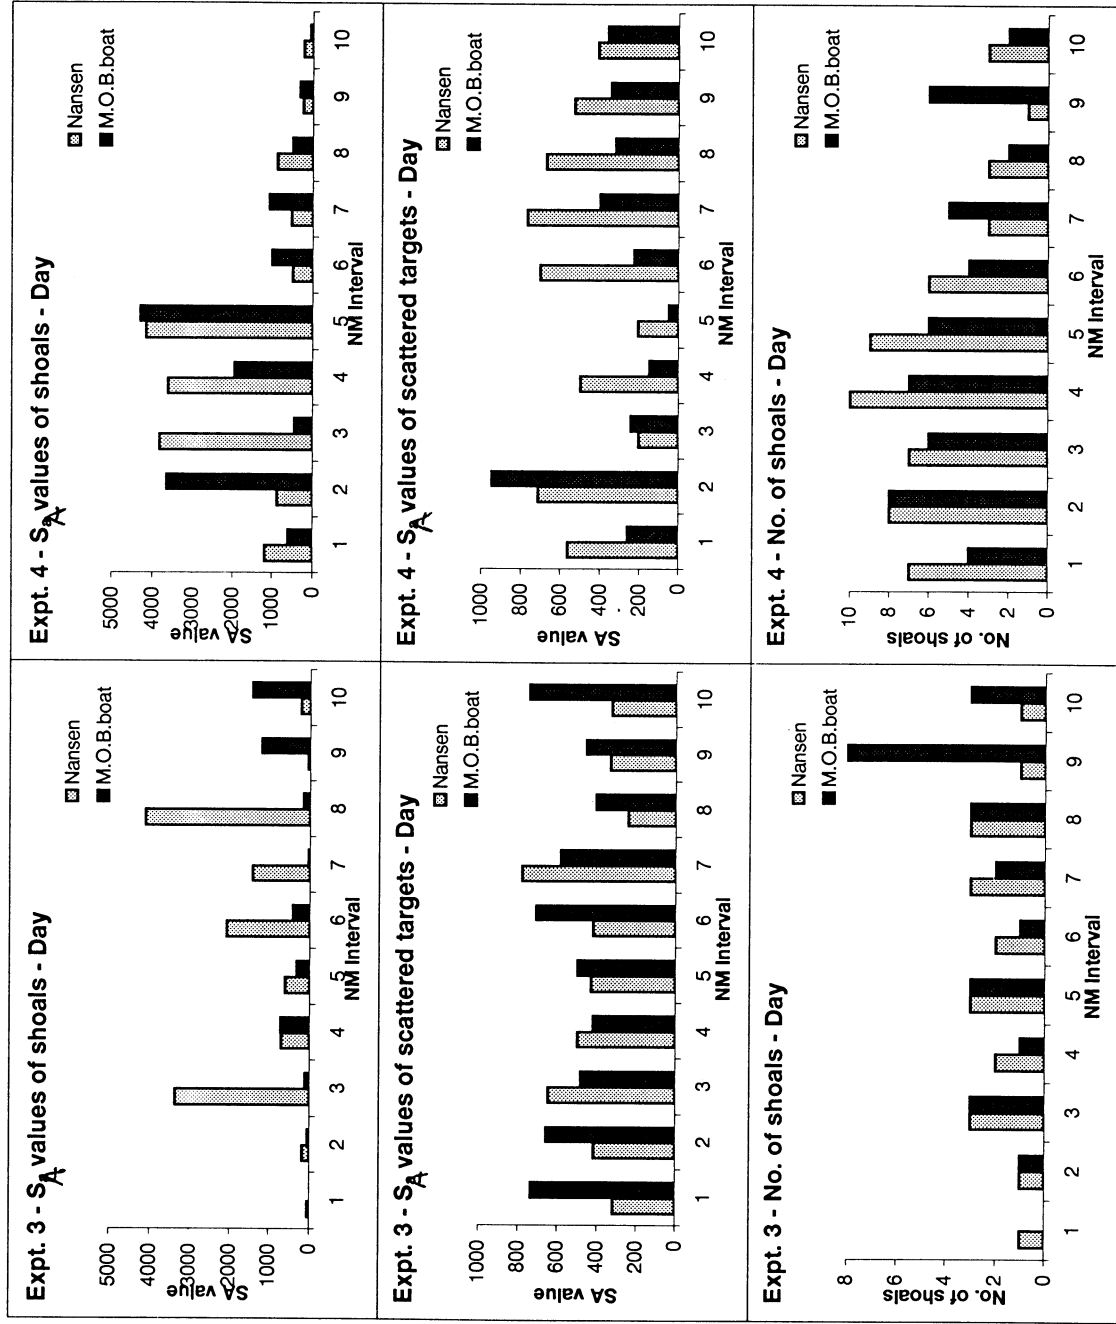 Expt. 3 - SA values of shoals - Day
Nansen
M.O.B.boat
SA value
5000
4000
3000
2000
1000
0
1 2 3 4 5 6 7 8 9 10
NM Interval
Expt. 4 - SA values of shoals - Day
Nansen
M.O.B.boat
SA value
5000
4000
3000
2000
1000
0
1 2 3 4 5 6 7 8 9 10
NM Interval
Expt. 3 - SA values of scattered targets - Day
Nansen
M.O.B.boat
SA value
1000
800
600
400
200
0
1 2 3 4 5 6 7 8 9 10
NM Interval
Expt. 4 - SA values of scattered targets - Day
Nansen
M.O.B.boat
SA value
1000
800
600
400
200
0
1 2 3 4 5 6 7 8 9 10
NM Interval
Expt. 3 - No. of shoals - Day
Nansen
M.O.B.boat
No. of shoals
8
6
4
2
0
1 2 3 4 5 6 7 8 9 10
NM Interval
Expt. 4 - No. of shoals - Day
Nansen
M.O.B.boat
No. of shoals
10
8
6
4
2
0
1 2 3 4 5 6 7 8 9 10
NM Interval